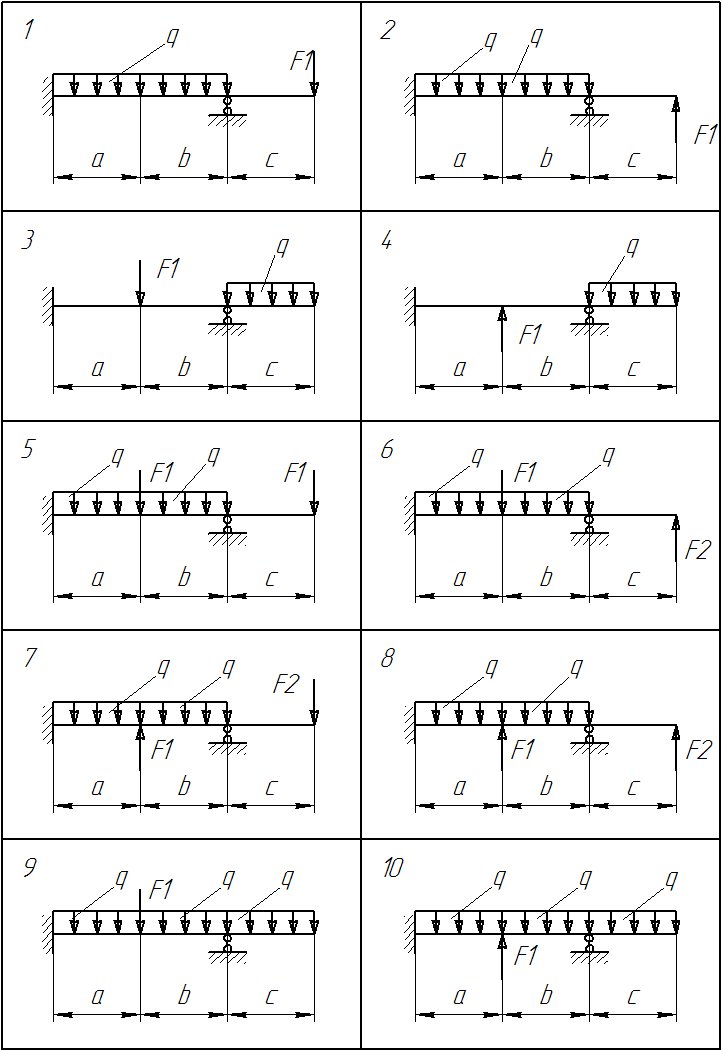 1
q
F1
a b c
2
q q
F1
a b c
3
F1 q
a b c
4
q
F1
a b c
5
q F1 q F1
a b c
6
q F1 q
F2
a b c
7
q q F2
F1
a b c
8
q q
F1 F2
a b c
9
q F1 q q
a b c
10
q q q
F1
a b c